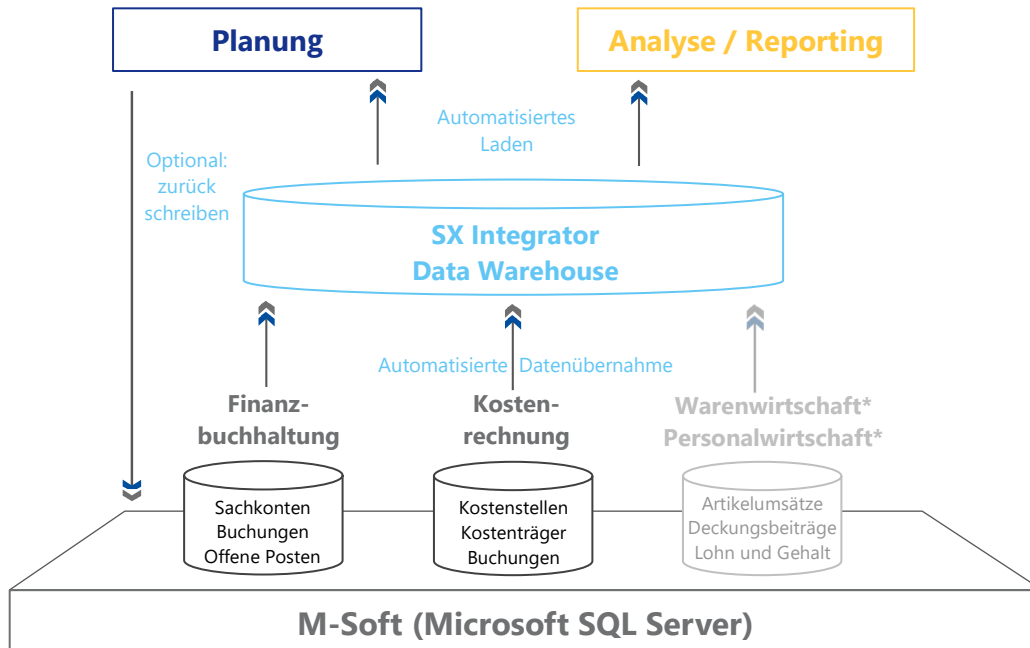 Planung
Analyse / Reporting
Automatisiertes
Laden
Optional:
zurück
schreiben
SX Integrator
Data Warehouse
Automatisierte Datenübernahme
Finanz-
buchhaltung
Kosten-
rechnung
Warenwirtschaft*
Personalwirtschaft*
Sachkonten
Buchungen
Offene Posten
Kostenstellen
Kostenträger
Buchungen
Artikelumsätze
Deckungsbeiträge
Lohn und Gehalt
M-Soft (Microsoft SQL Server)